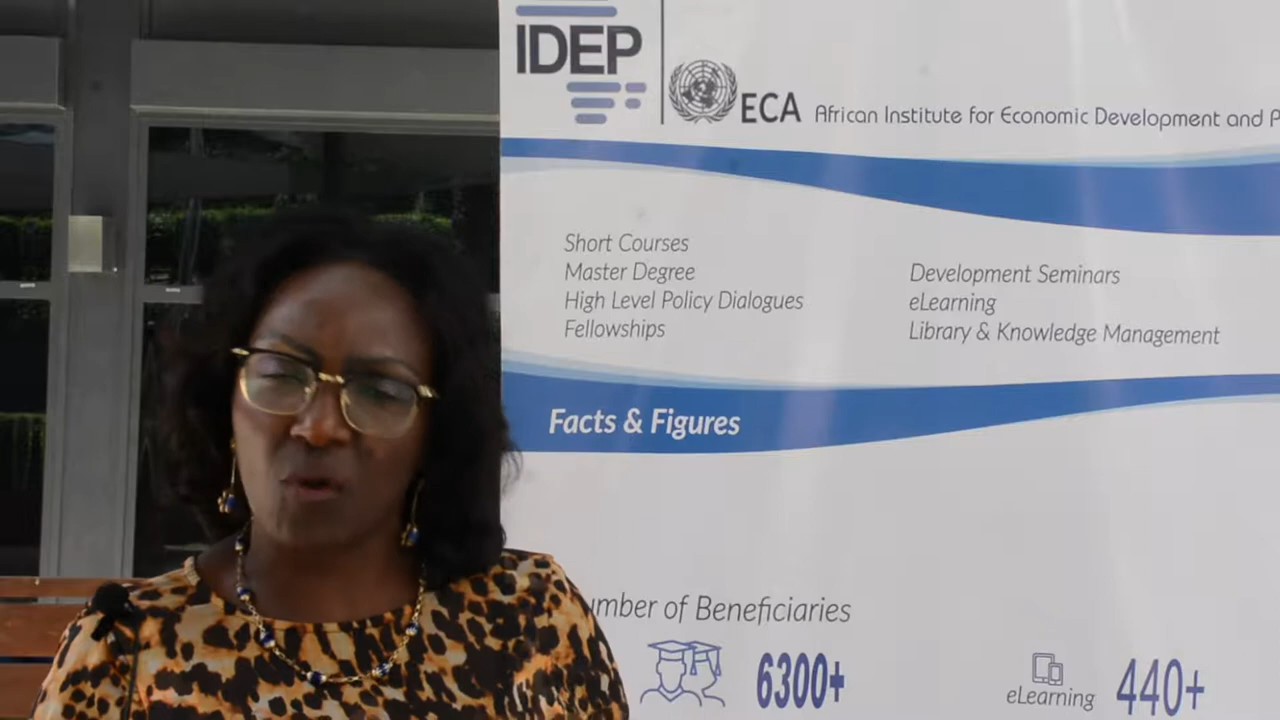 IDEP
ECA African Institute for Economic Development and
Short Courses
Master Degree
High Level Policy Dialogues
Fellowships
Development Seminars
eLearning
Library & Knowledge Management
Facts & Figures
of Beneficiaries
6300+
eLearning 440+